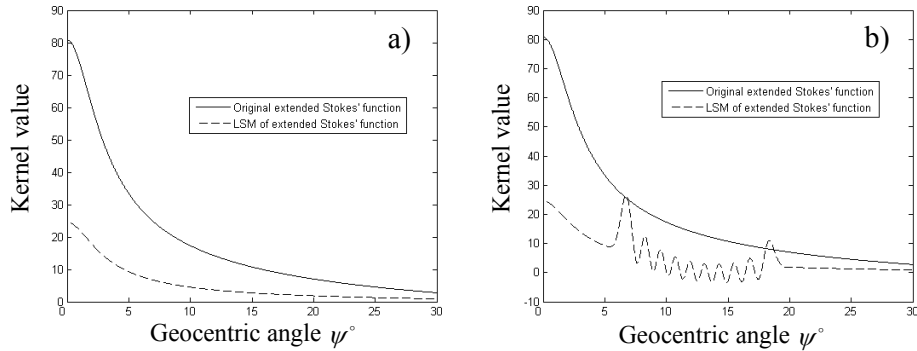 90
80
70
60
50
40
30
20
10
0
Kernel value
a)
Original extended Stokes' function
LSM of extended Stokes' function
0 5 10 15 20 25 30
Geocentric angle ψ°
90
80
70
60
50
40
30
20
10
0
-10
Kernel value
b)
Original extended Stokes' function
LSM of extended Stokes' function
0 5 10 15 20 25 30
Geocentric angle ψ°